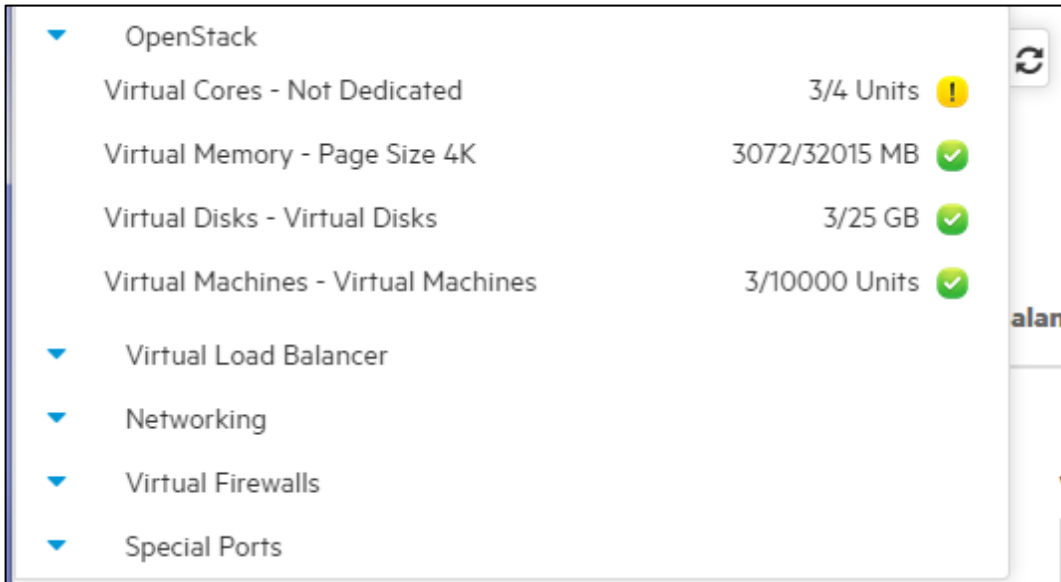 OpenStack
Virtual Cores - Not Dedicated 3/4 Units !
Virtual Memory - Page Size 4K 3072/32015 MB
Virtual Disks - Virtual Disks 3/25 GB
Virtual Machines - Virtual Machines 3/10000 Units
alan
Virtual Load Balancer
Networking
Virtual Firewalls
Special Ports